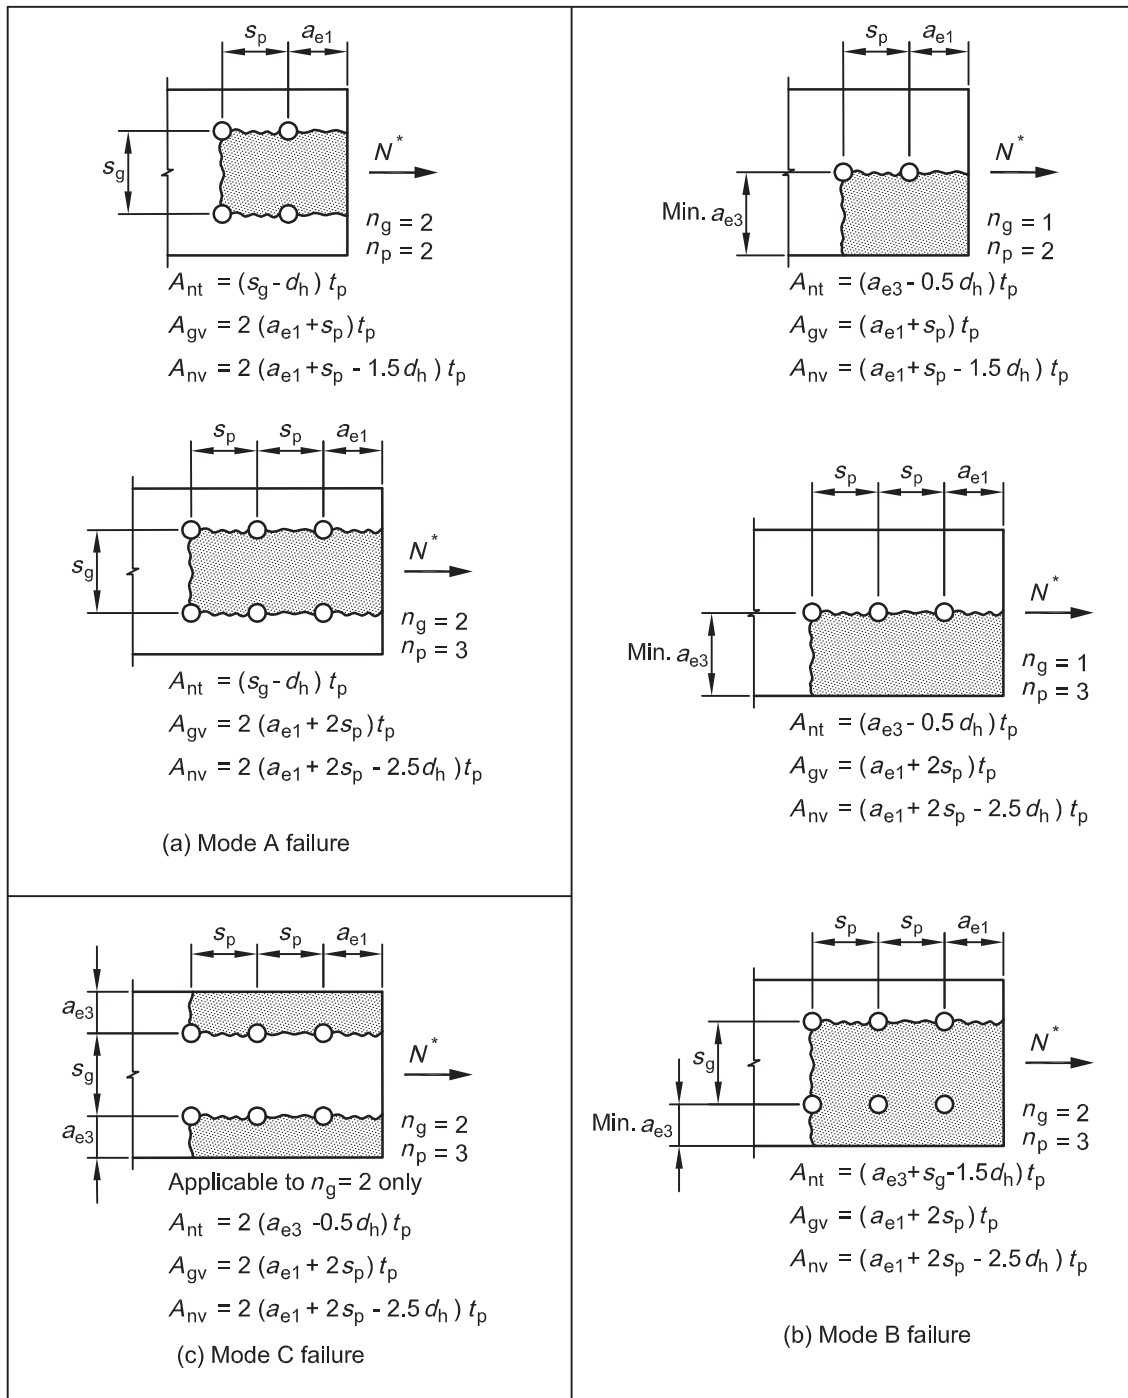 s_p a_e1
s_g
N*
n_g = 2
n_p = 2
A_nt = (s_g - d_h) t_p
A_gv = 2 (a_e1 + s_p) t_p
A_nv = 2 (a_e1 + s_p - 1.5 d_h) t_p
s_p s_p a_e1
s_g
N*
n_g = 2
n_p = 3
A_nt = (s_g - d_h) t_p
A_gv = 2 (a_e1 + 2s_p) t_p
A_nv = 2 (a_e1 + 2s_p - 2.5 d_h) t_p
(a) Mode A failure
s_p s_p a_e1
a_e3
s_g
a_e3
N*
n_g = 2
n_p = 3
Applicable to n_g = 2 only
A_nt = 2 (a_e3 - 0.5 d_h) t_p
A_gv = 2 (a_e1 + 2s_p) t_p
A_nv = 2 (a_e1 + 2s_p - 2.5 d_h) t_p
(c) Mode C failure
s_p a_e1
Min. a_e3
N*
n_g = 1
n_p = 2
A_nt = (a_e3 - 0.5 d_h) t_p
A_gv = (a_e1 + s_p) t_p
A_nv = (a_e1 + s_p - 1.5 d_h) t_p
s_p s_p a_e1
Min. a_e3
N*
n_g = 1
n_p = 3
A_nt = (a_e3 - 0.5 d_h) t_p
A_gv = (a_e1 + 2s_p) t_p
A_nv = (a_e1 + 2s_p - 2.5 d_h) t_p
s_p s_p a_e1
s_g
Min. a_e3
N*
n_g = 2
n_p = 3
A_nt = (a_e3 + s_g - 1.5 d_h) t_p
A_gv = (a_e1 + 2s_p) t_p
A_nv = (a_e1 + 2s_p - 2.5 d_h) t_p
(b) Mode B failure